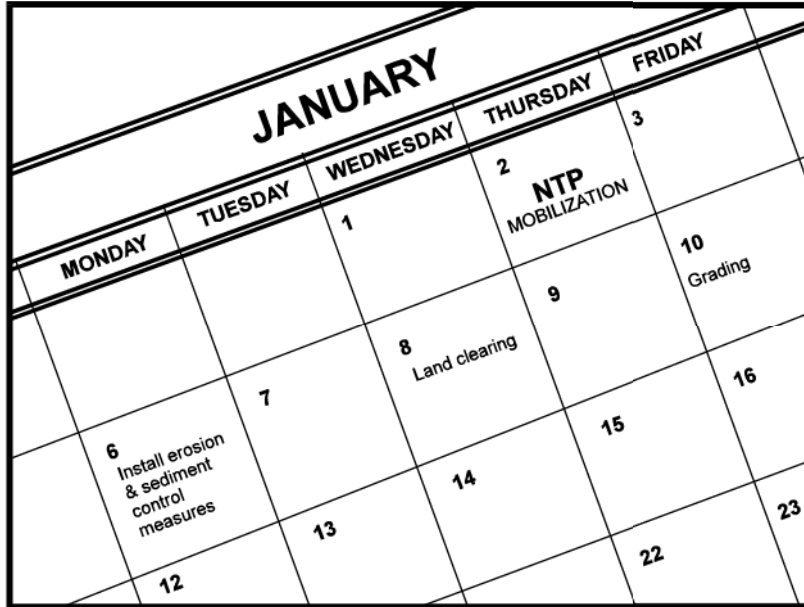 JANUARY
MONDAY TUESDAY WEDNESDAY THURSDAY FRIDAY
1
2
NTP
MOBILIZATION
3
6
Install erosion
& sediment
control
measures
7
8
Land clearing
9
10
Grading
12
13
14
15
16
22
23